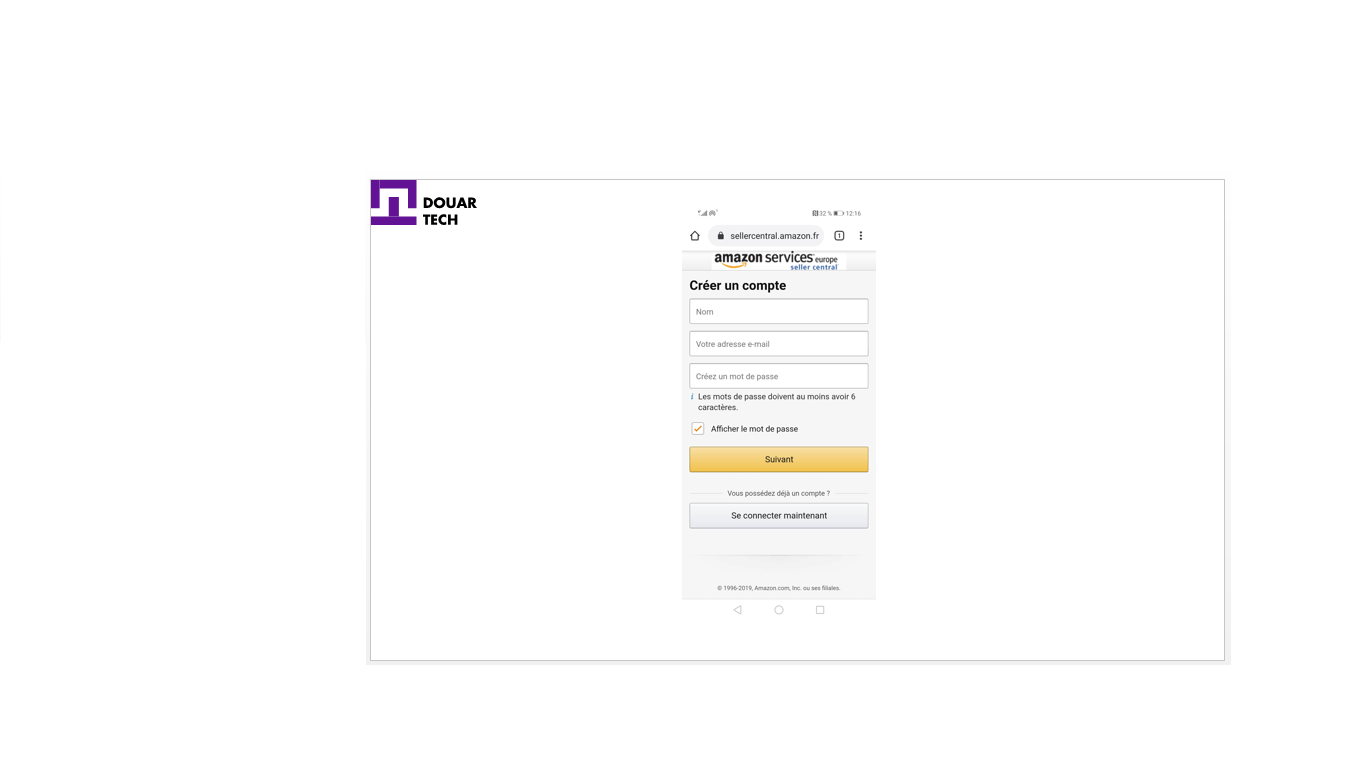 DOUAR
TECH
32 % 12:16
sellercentral.amazon.fr 1
amazon services europe
seller central
Créer un compte
Nom
Votre adresse e-mail
Créez un mot de passe
i Les mots de passe doivent au moins avoir 6
caractères.
Afficher le mot de passe
Suivant
Vous possédez déjà un compte ?
Se connecter maintenant
© 1996-2019, Amazon.com, Inc. ou ses filiales.